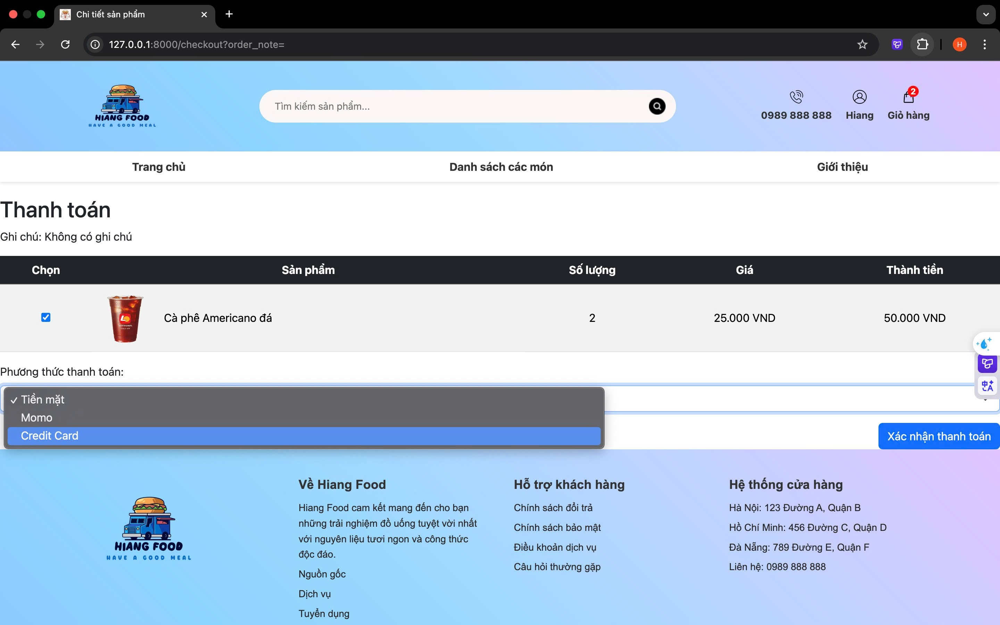 Chi tiết sản phẩm
127.0.0.1:8000/checkout?order_note=
H
HIANG FOOD
HAVE A GOOD MEAL
Tìm kiếm sản phẩm...
2
0989 888 888
Hiang
Giỏ hàng
Trang chủ
Danh sách các món
Giới thiệu
Thanh toán
Ghi chú: Không có ghi chú
Chọn
Sản phẩm
Số lượng
Giá
Thành tiền
LOTTERIA
Cà phê Americano đá
2
25.000 VND
50.000 VND
Phương thức thanh toán:
Tiền mặt
Momo
Credit Card
中A
Xác nhận thanh toán
HIANG FOOD
HAVE A GOOD MEAL
Về Hiang Food
Hiang Food cam kết mang đến cho bạn
những trải nghiệm đồ uống tuyệt vời nhất
với nguyên liệu tươi ngon và công thức
độc đáo.
Nguồn gốc
Dịch vụ
Tuyển dụng
Hỗ trợ khách hàng
Chính sách đổi trả
Chính sách bảo mật
Điều khoản dịch vụ
Câu hỏi thường gặp
Hệ thống cửa hàng
Hà Nội: 123 Đường A, Quận B
Hồ Chí Minh: 456 Đường C, Quận D
Đà Nẵng: 789 Đường E, Quận F
Liên hệ: 0989 888 888